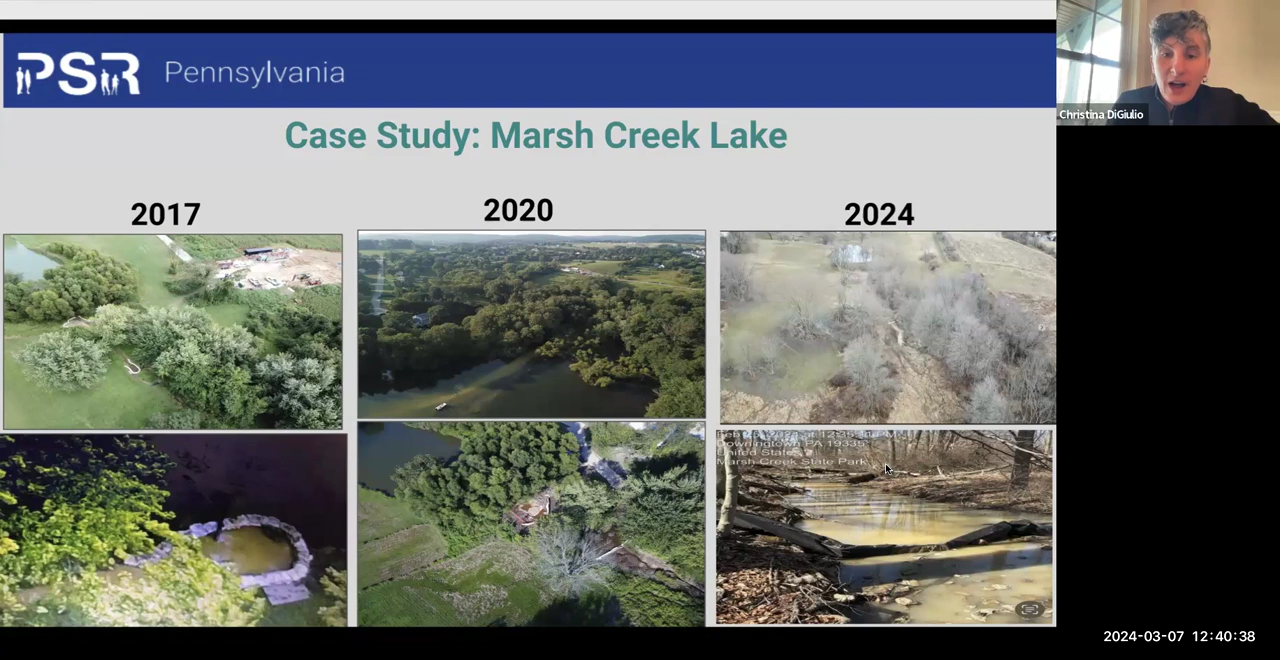 PSR Pennsylvania
Christina DiGiulio
Case Study: Marsh Creek Lake
2017
2020
2024
Downingtown PA 19335
United States
Marsh Creek State Park
2024-03-07 12:40:38